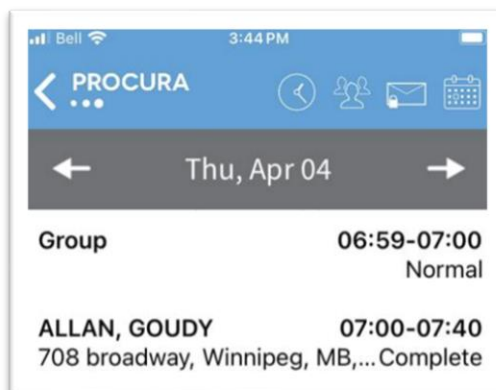 Bell 3:44 PM
PROCURA
Thu, Apr 04
Group 06:59-07:00
Normal
ALLAN, GOUDY 07:00-07:40
708 broadway, Winnipeg, MB,... Complete